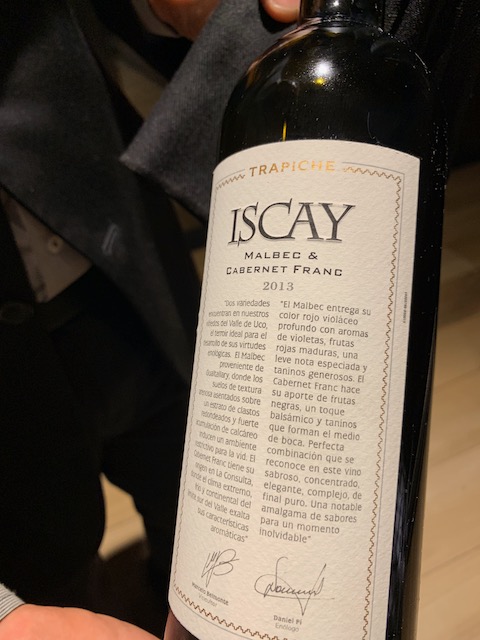 TRAPICHE
ISCAY
MALBEC &
CABERNET FRANC
2013
"Dos variedades
encuentran en nuestros
del Valle de Uco,
el terroir ideal para el
de sus virtudes
enológicas. El Malbec
proveniente de
Gualtallary, donde los
suelos de textura
asentados sobre
un estrato de clastos
redondeados y fuerte
acumulación de calcáreo
inducen un ambiente
restrictivo para la vid. El
Cabernet Franc tiene su
origen en La Consulta,
donde el clima extremo,
frío y continental del
sur del Valle exalta
sus características
aromáticas"
"El Malbec entrega su
color rojo violáceo
profundo con aromas
de violetas, frutas
rojas maduras, una
leve nota especiada y
taninos generosos. El
Cabernet Franc hace
su aporte de frutas
negras, un toque
balsámico y taninos
que forman el medio
de boca. Perfecta
combinación que se
reconoce en este vino
sabroso, concentrado,
elegante, complejo, de
final puro. Una notable
amalgama de sabores
para un momento
inolvidable"
Marcelo Belmonte
Daniel Pi
Enólogo